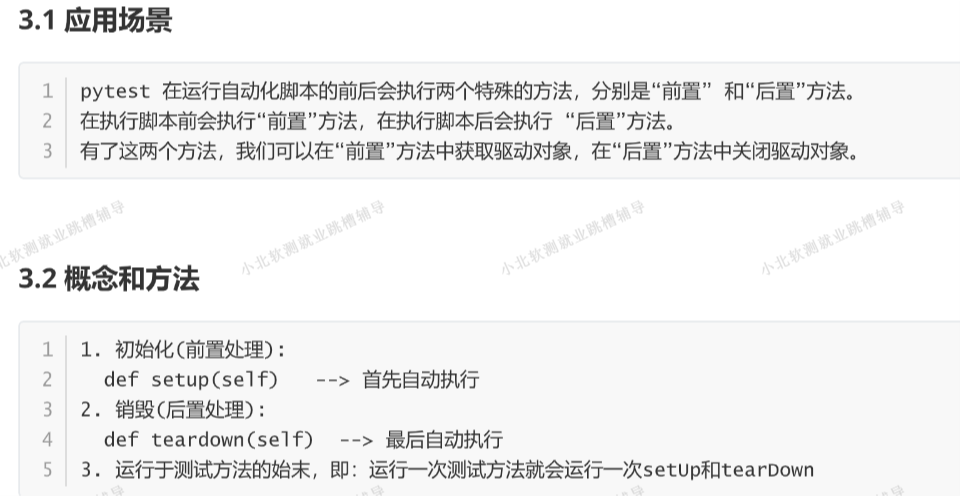 3.1 应用场景
1 pytest 在运行自动化脚本的前后会执行两个特殊的方法，分别是“前置” 和“后置”方法。
2 在执行脚本前会执行“前置”方法，在执行脚本后会执行 “后置”方法。
3 有了这两个方法，我们可以在“前置”方法中获取驱动对象，在“后置”方法中关闭驱动对象。
小北软测就业跳槽辅导 小北软测就业跳槽辅导 小北软测就业跳槽辅导 小北软测就业跳槽辅导
3.2 概念和方法
1 1. 初始化(前置处理):
2 def setup(self) --> 首先自动执行
3 2. 销毁(后置处理):
4 def teardown(self) --> 最后自动执行
5 3. 运行于测试方法的始末，即：运行一次测试方法就会运行一次setUp和tearDown